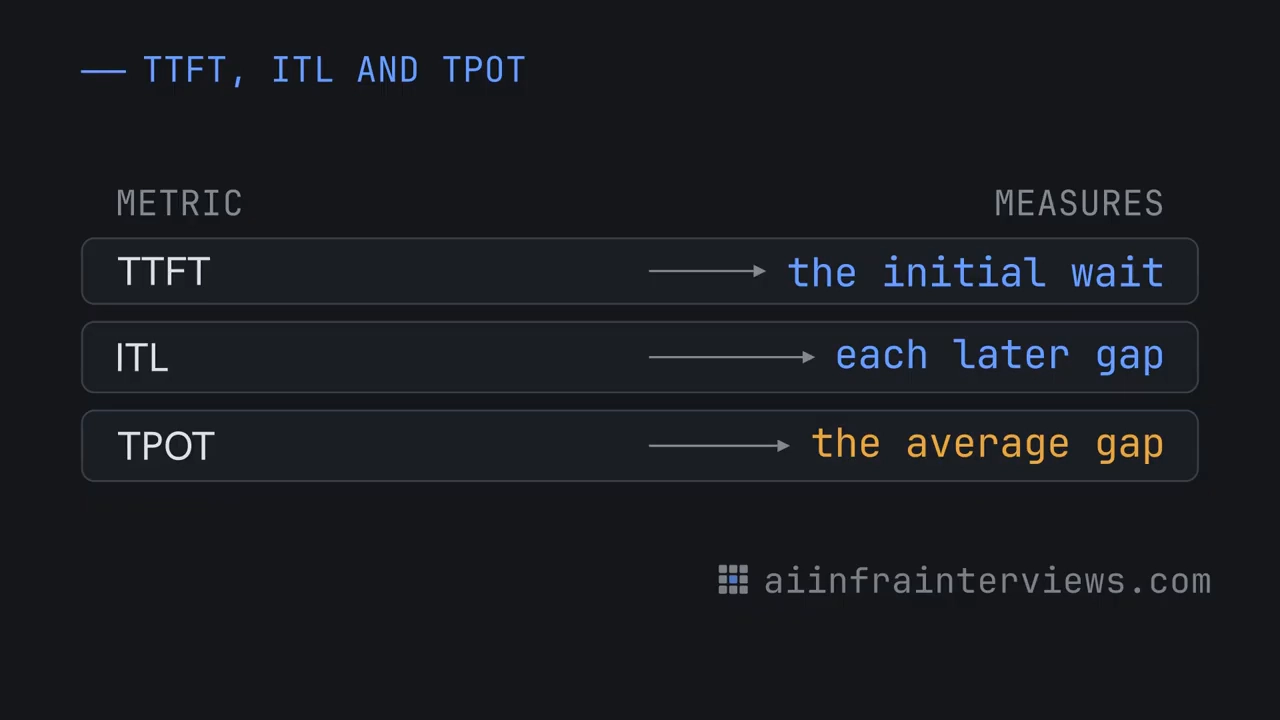 TTFT, ITL AND TPOT
METRIC MEASURES
TTFT the initial wait
ITL each later gap
TPOT the average gap
aiinfrainterviews.com